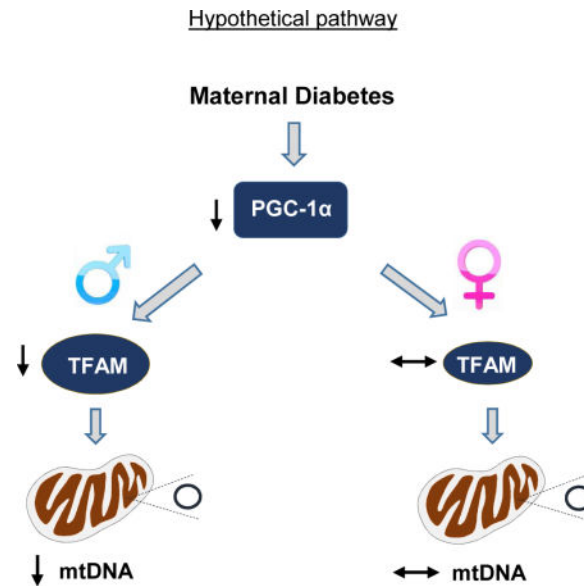 Hypothetical pathway
Maternal Diabetes
PGC-1α
TFAM
TFAM
mtDNA
mtDNA